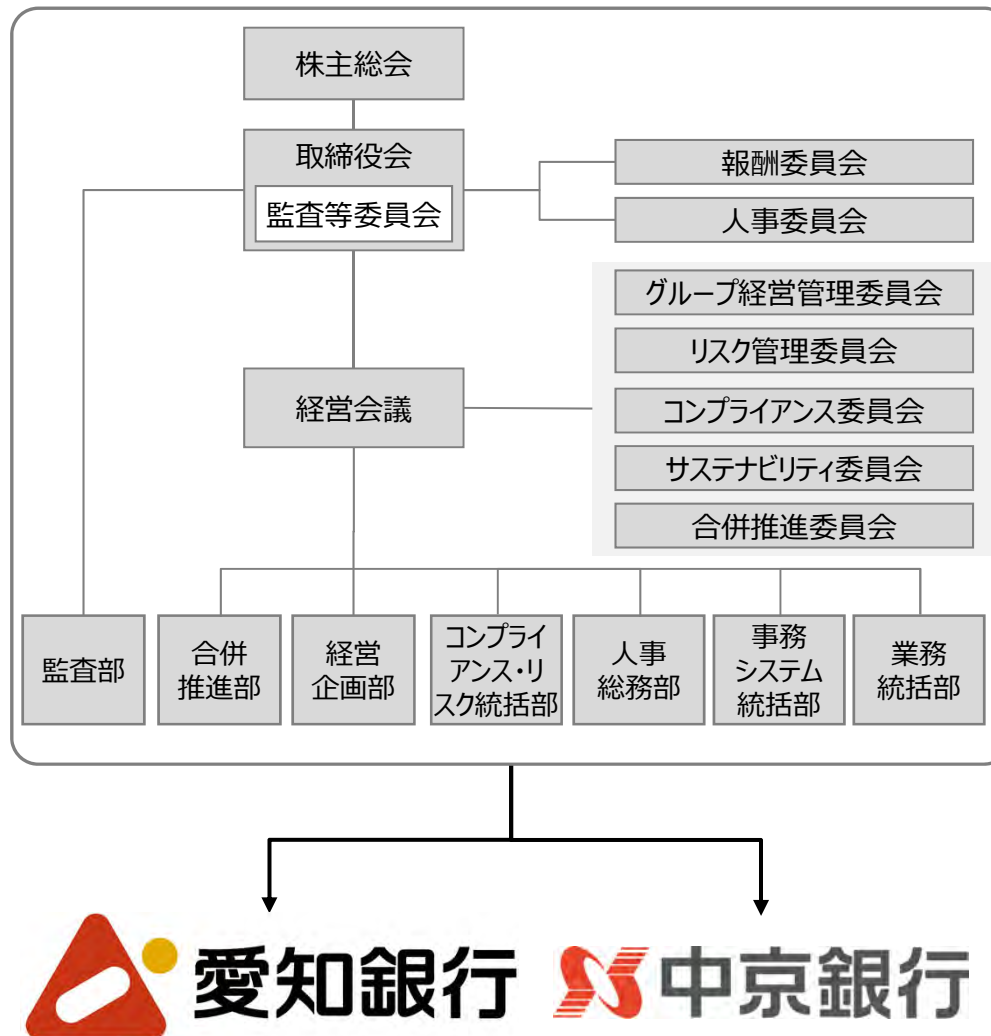 株主総会
取締役会
監査等委員会
報酬委員会
人事委員会
グループ経営管理委員会
リスク管理委員会
経営会議
コンプライアンス委員会
サステナビリティ委員会
合併推進委員会
監査部
合併
推進部
経営
企画部
コンプライ
アンス・リ
スク統括部
人事
総務部
事務
システム
統括部
業務
統括部
愛知銀行
中京銀行